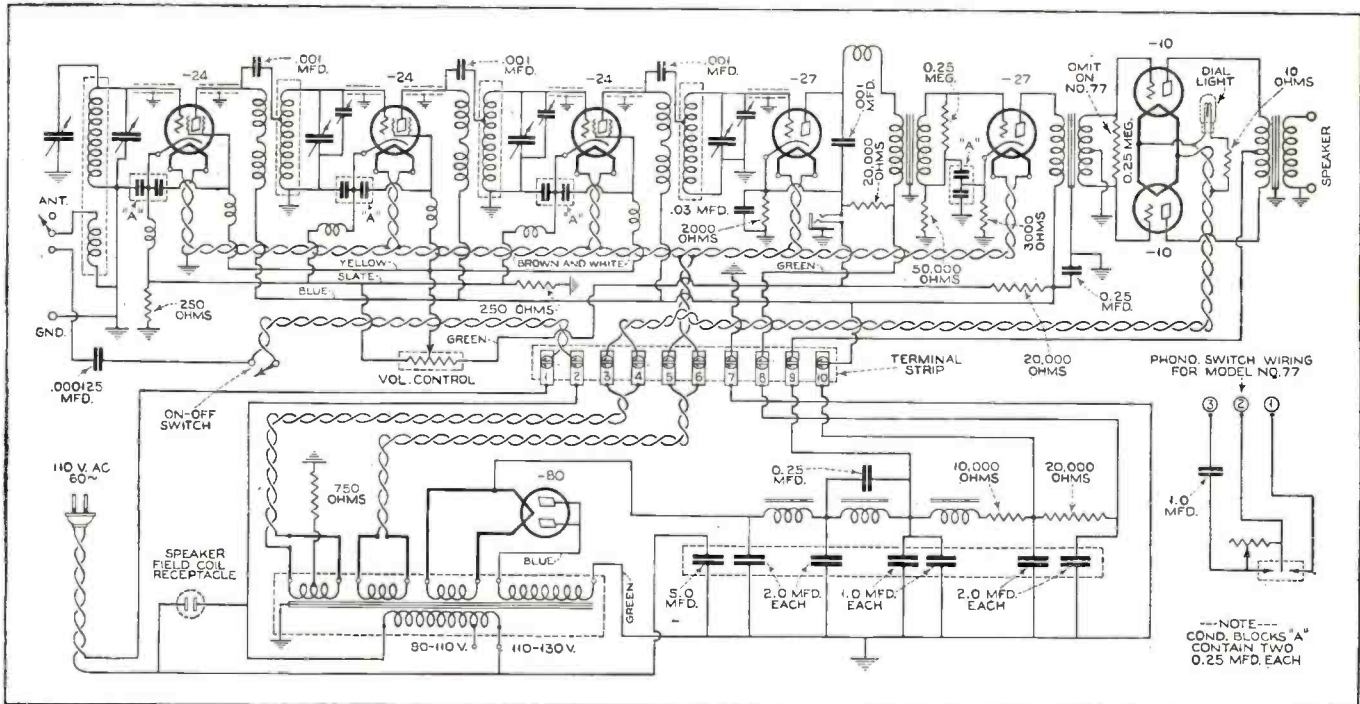 .001
MFD.
-24
.001
MFD.
-24
.001
MFD.
-24
-27
.001
MFD.
0.25
MEG.
-27
OMIT
ON
NO.77
-10
DIAL
LIGHT
10
OHMS
0.25 MEG.
SPEAKER
-10
ANT.
"A"
"A"
"A"
.03 MFD.
2000
OHMS
20,000
OHMS
"A"
3000
OHMS
50,000
OHMS
YELLOW
SLATE
BLUE
BROWN AND WHITE
GREEN
250
OHMS
250 OHMS
0.25
MFD.
GND.
GREEN
.000125
MFD.
ON-OFF
SWITCH
VOL. CONTROL
1 2 3 4 5 6 7 8 9 10
TERMINAL
STRIP
20,000
OHMS
PHONO. SWITCH WIRING
FOR MODEL NO.77
3 2 1
110 V. AC
60~
750
OHMS
-80
0.25
MFD.
10,000
OHMS
20,000
OHMS
1.0
MFD.
SPEAKER
FIELD COIL
RECEPTACLE
BLUE
GREEN
5.0
MFD.
2.0 MFD.
EACH
1.0 MFD.
EACH
2.0 MFD.
EACH
90-110 V.
110-130 V.
---NOTE---
COND. BLOCKS "A"
CONTAIN TWO
0.25 MFD. EACH